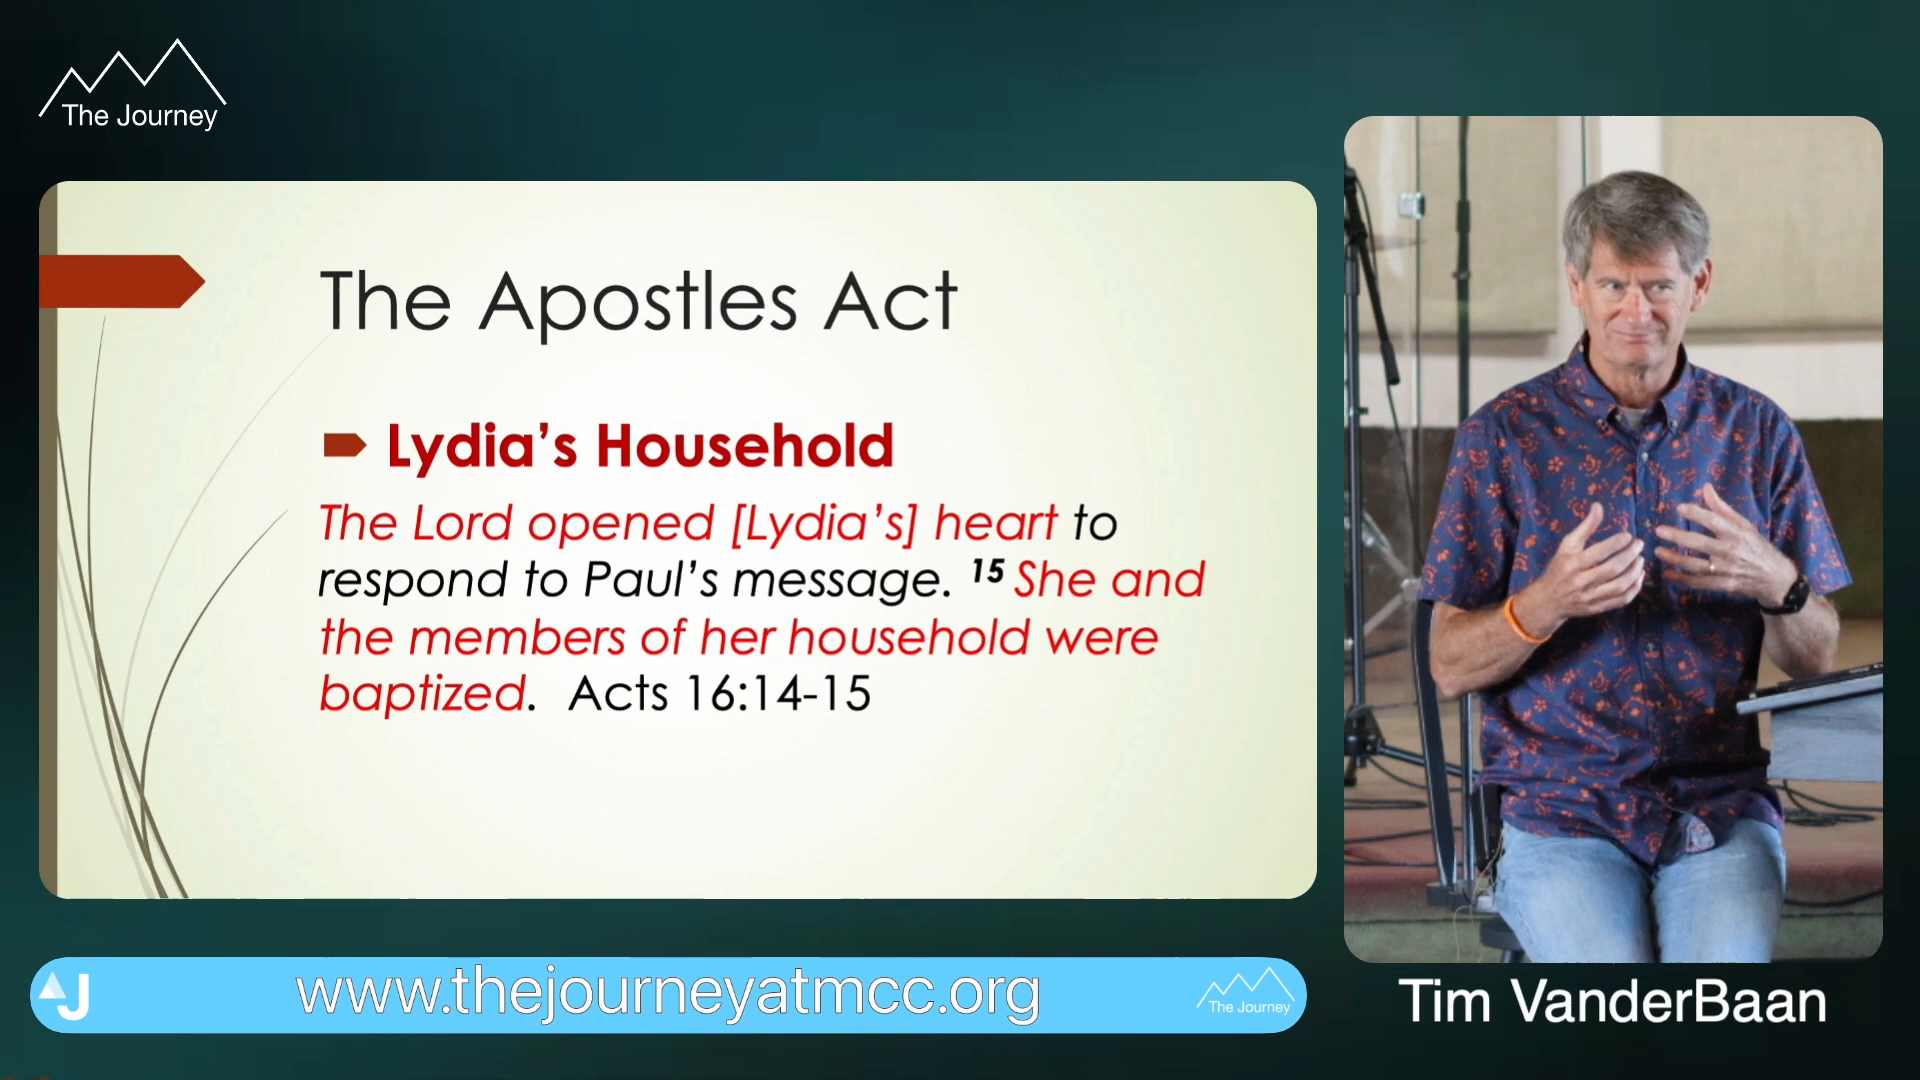 The Journey
The Apostles Act
Lydia's Household
The Lord opened [Lydia's] heart to
respond to Paul's message. 15 She and
the members of her household were
baptized. Acts 16:14-15
J
www.thejourneyatmcc.org
The Journey
Tim VanderBaan